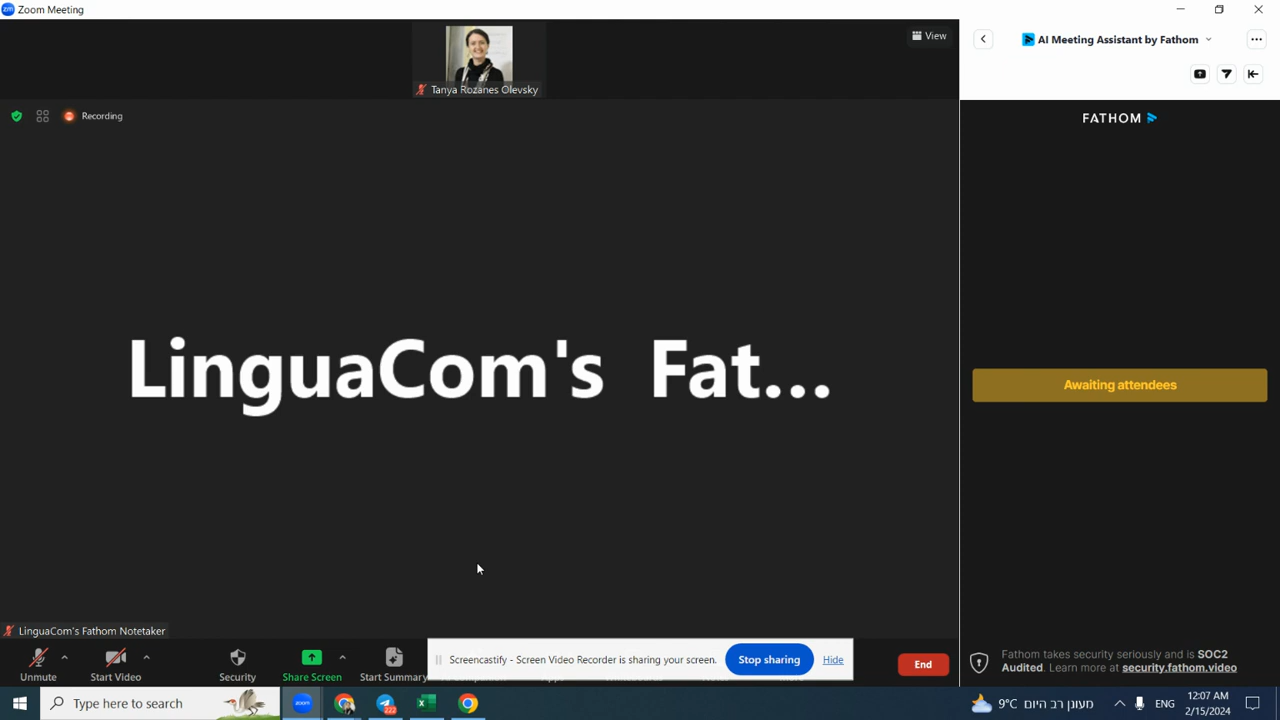 Zoom Meeting
View
Tanya Rozanes Olevsky
Recording
LinguaCom's Fat...
LinguaCom's Fathom Notetaker
Unmute
Start Video
Security
Share Screen
Start Summary
Screencastify - Screen Video Recorder is sharing your screen.
Stop sharing
Hide
End
AI Meeting Assistant by Fathom
FATHOM
Awaiting attendees
Fathom takes security seriously and is SOC2
Audited. Learn more at security.fathom.video
Type here to search
222
9°C מעונן רב היום
ENG
12:07 AM
2/15/2024